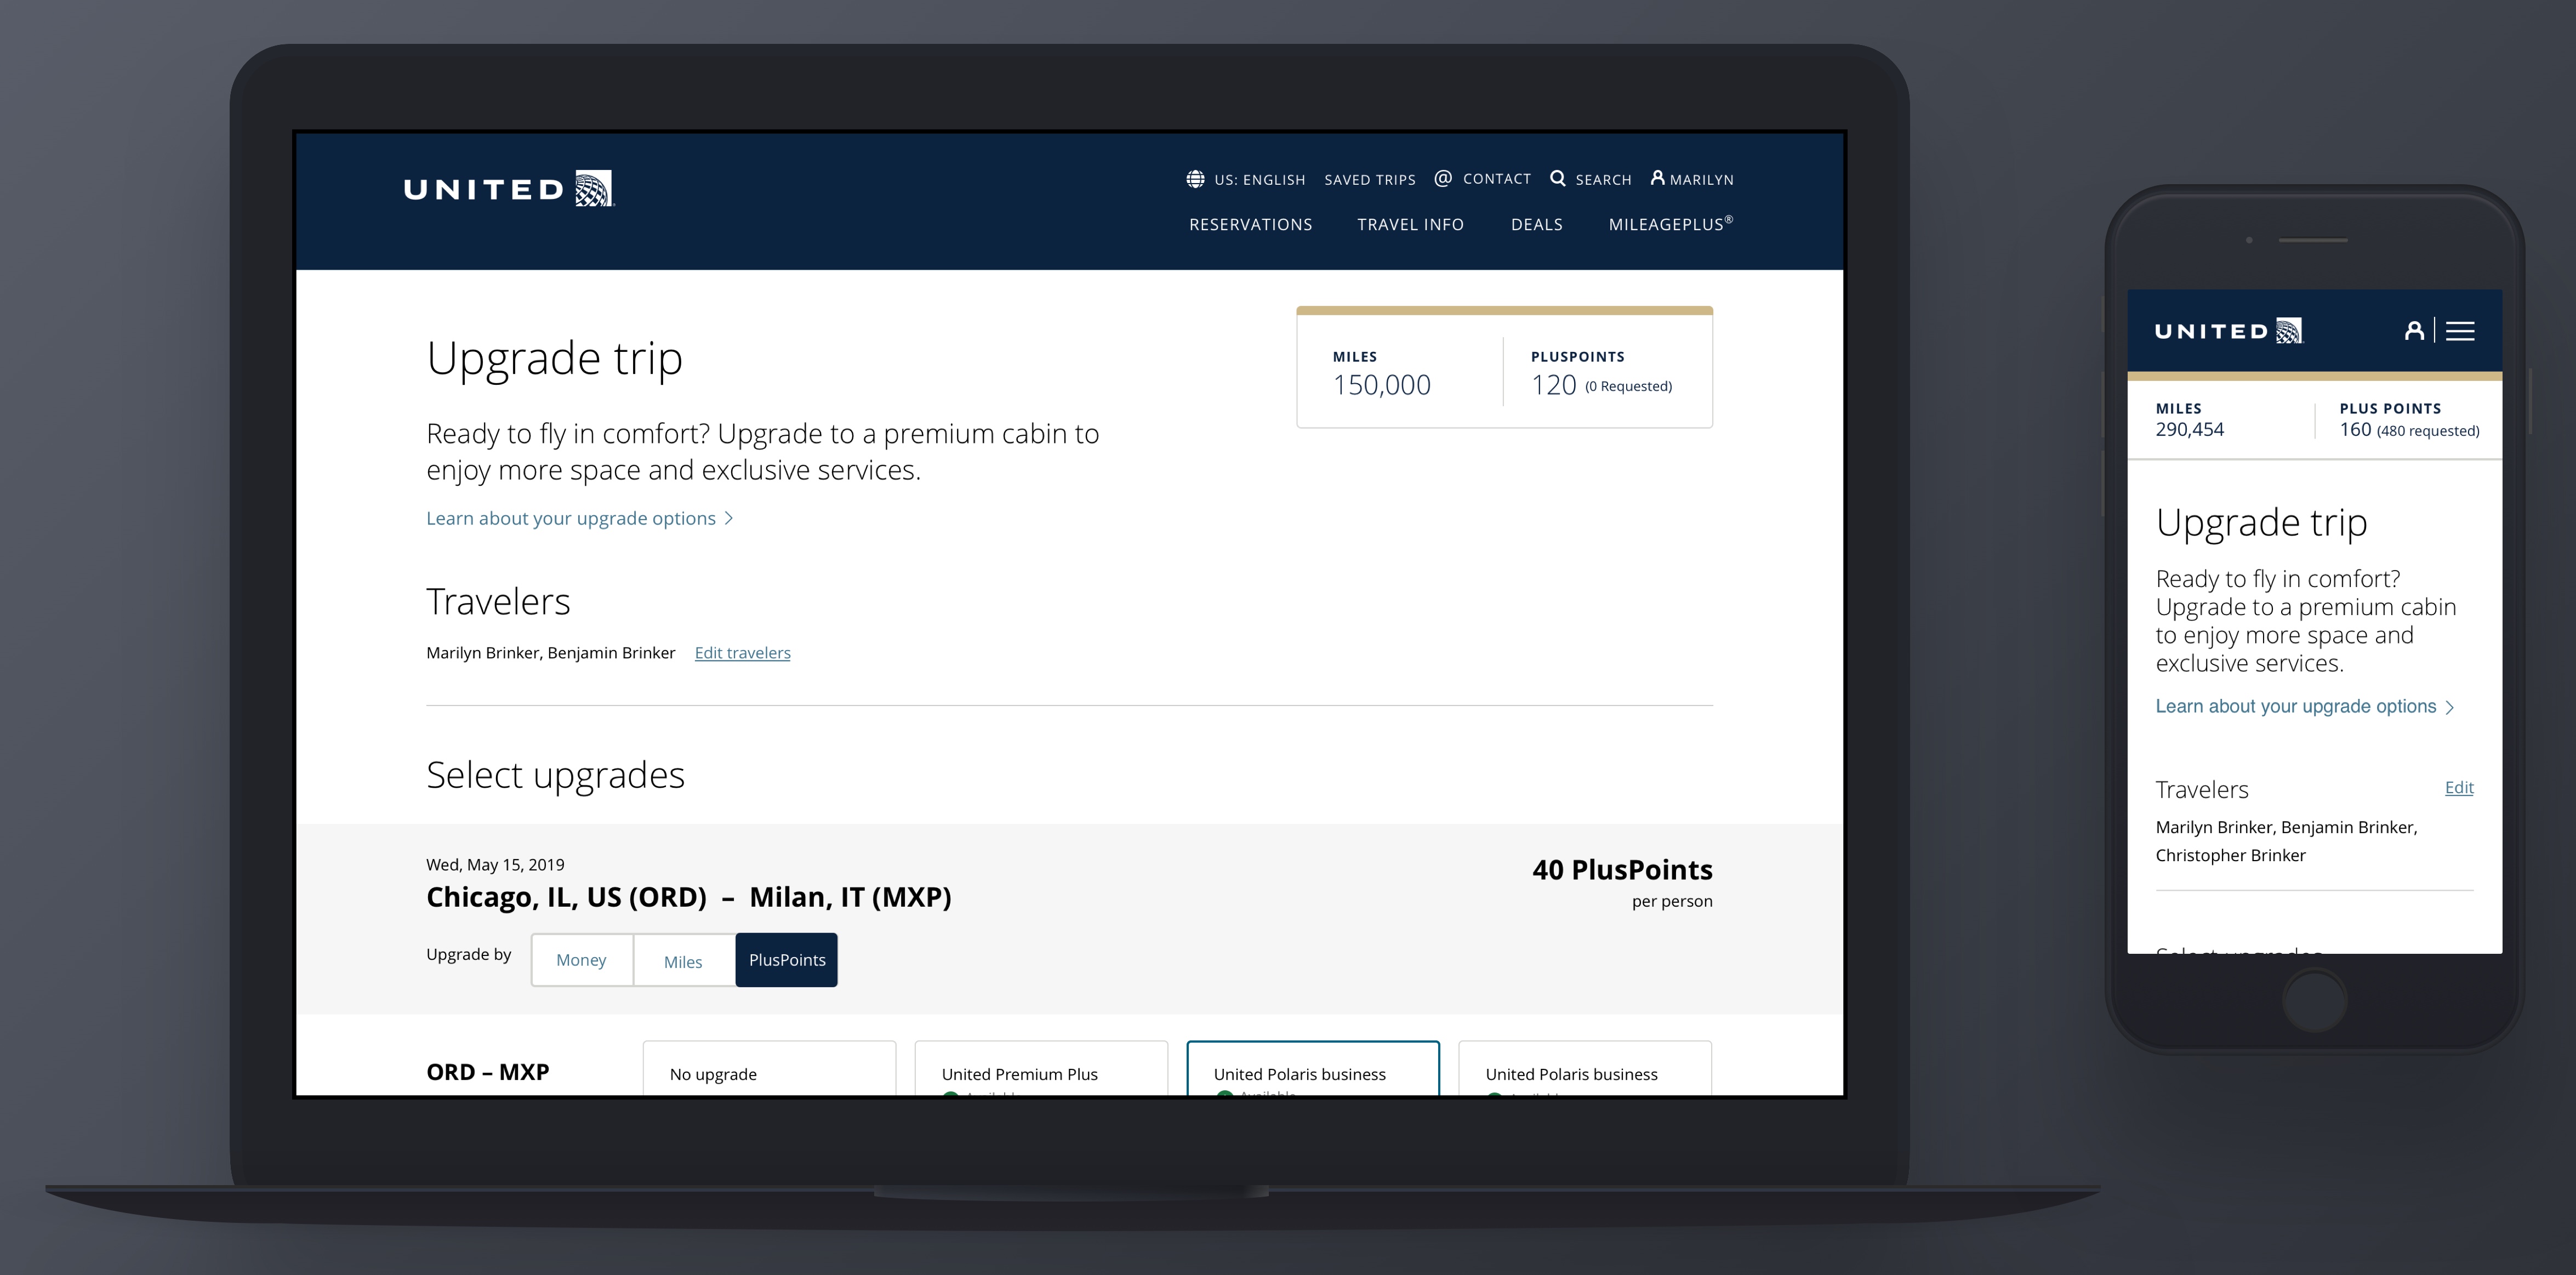 UNITED
US: ENGLISH SAVED TRIPS @ CONTACT SEARCH MARILYN
RESERVATIONS TRAVEL INFO DEALS MILEAGEPLUS®
Upgrade trip
MILES
150,000
PLUSPOINTS
120 (0 Requested)
Ready to fly in comfort? Upgrade to a premium cabin to
enjoy more space and exclusive services.
Learn about your upgrade options >
Travelers
Marilyn Brinker, Benjamin Brinker Edit travelers
Select upgrades
Wed, May 15, 2019
Chicago, IL, US (ORD) – Milan, IT (MXP)
40 PlusPoints
per person
Upgrade by Money Miles PlusPoints
ORD – MXP
No upgrade
United Premium Plus
United Polaris business
Available
United Polaris business
UNITED
MILES
290,454
PLUS POINTS
160 (480 requested)
Upgrade trip
Ready to fly in comfort?
Upgrade to a premium cabin
to enjoy more space and
exclusive services.
Learn about your upgrade options >
Travelers Edit
Marilyn Brinker, Benjamin Brinker,
Christopher Brinker
Select upgrades